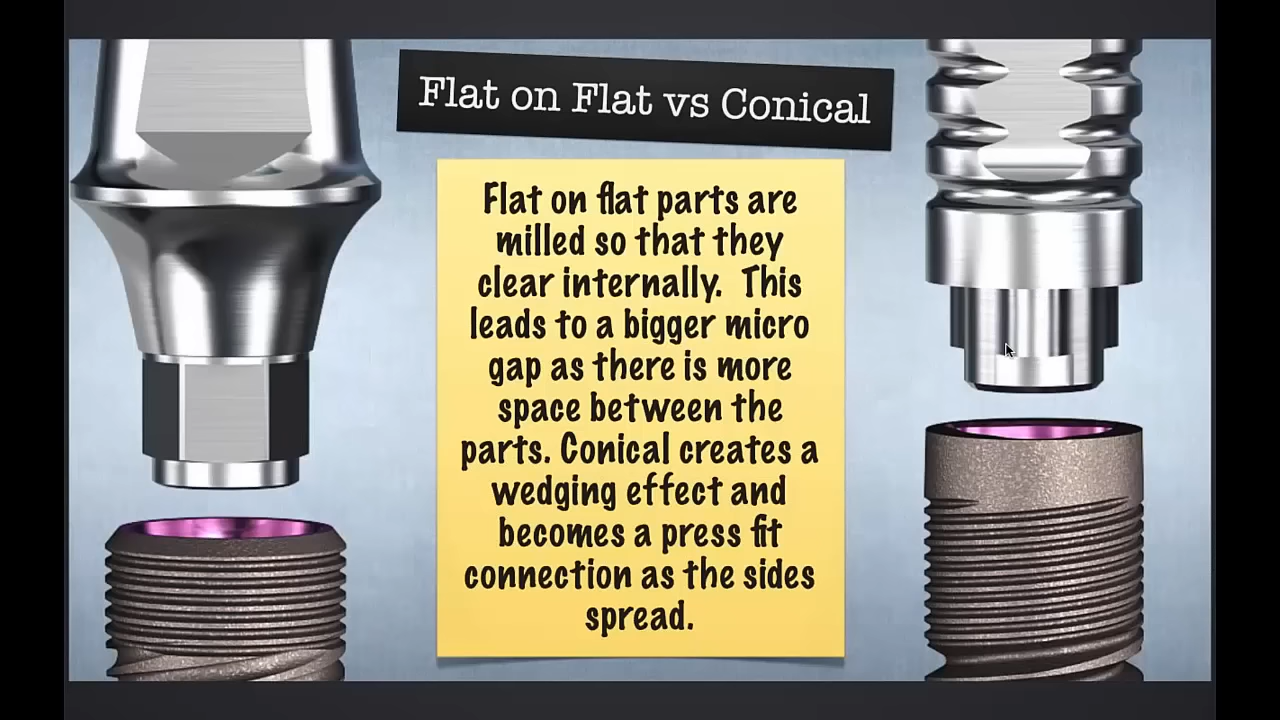 Flat on Flat vs Conical
Flat on flat parts are
milled so that they
clear internally. This
leads to a bigger micro
gap as there is more
space between the
parts. Conical creates a
wedging effect and
becomes a press fit
connection as the sides
spread.